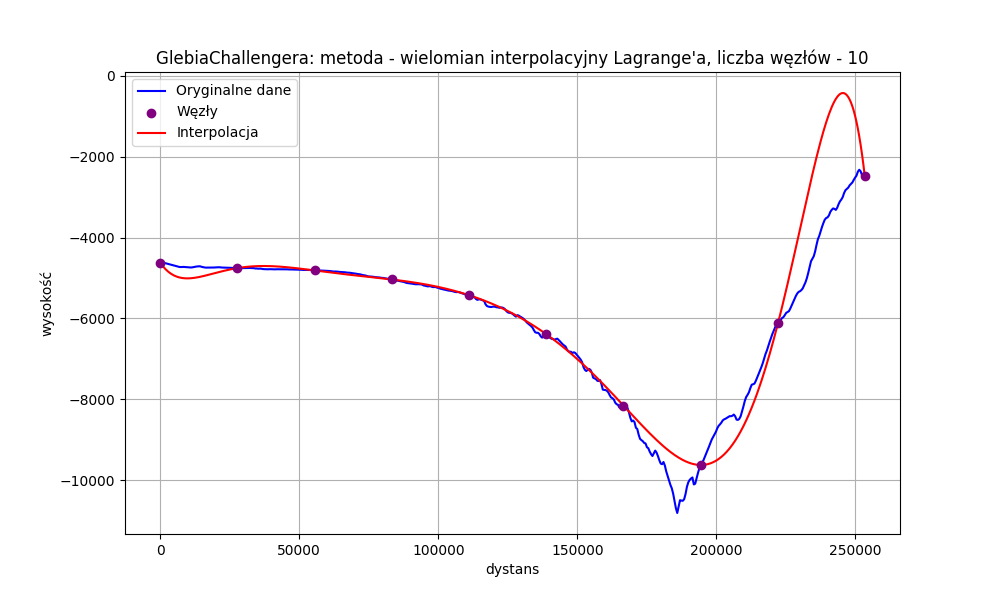 GlebiaChallengera: metoda - wielomian interpolacyjny Lagrange'a, liczba węzłów - 10
Oryginalne dane
Węzły
Interpolacja
0
−2000
−4000
−6000
−8000
−10000
wysokość
0
50000
100000
150000
200000
250000
dystans